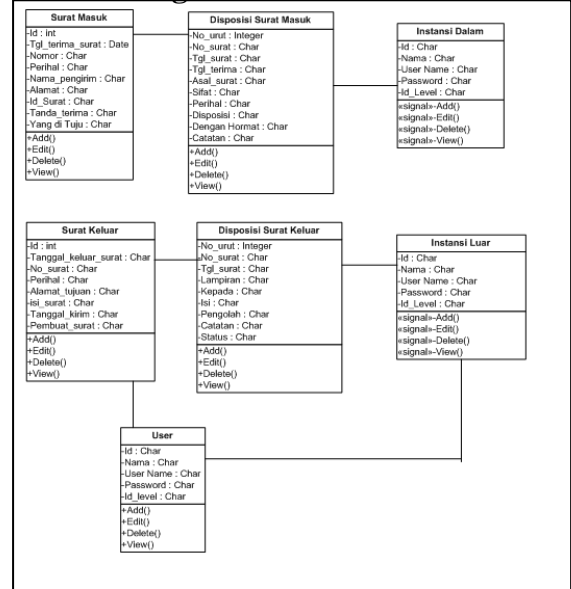 Surat Masuk
-Id : int
-Tgl_terima_surat : Date
-Nomor : Char
-Perihal : Char
-Nama_pengirim : Char
-Alamat : Char
-Id_Surat : Char
-Tanda_terima : Char
-Yang di Tuju : Char
+Add()
+Edit()
+Delete()
+View()
Disposisi Surat Masuk
-No_urut : Integer
-No_surat : Char
-Tgl_surat : Char
-Tgl_terima : Char
-Asal_surat : Char
-Sifat : Char
-Perihal : Char
-Disposisi : Char
-Dengan Hormat : Char
-Catatan : Char
+Add()
+Edit()
+Delete()
+View()
Instansi Dalam
-Id : Char
-Nama : Char
-User Name : Char
-Password : Char
-Id_Level : Char
«signal»-Add()
«signal»-Edit()
«signal»-Delete()
«signal»-View()
Surat Keluar
-Id : int
-Tanggal_keluar_surat : Char
-No_surat : Char
-Perihal : Char
-Alamat_tujuan : Char
-isi_surat : Char
-Tanggal_kirim : Char
-Pembuat_surat : Char
+Add()
+Edit()
+Delete()
+View()
Disposisi Surat Keluar
-No_urut : Integer
-No_surat : Char
-Tgl_surat : Char
-Lampiran : Char
-Kepada : Char
-Isi : Char
-Pengolah : Char
-Catatan : Char
-Status : Char
+Add()
+Edit()
+Delete()
+View()
Instansi Luar
-Id : Char
-Nama : Char
-User Name : Char
-Password : Char
-Id_Level : Char
«signal»-Add()
«signal»-Edit()
«signal»-Delete()
«signal»-View()
User
-Id : Char
-Nama : Char
-User Name : Char
-Password : Char
-Id_level : Char
+Add()
+Edit()
+Delete()
+View()